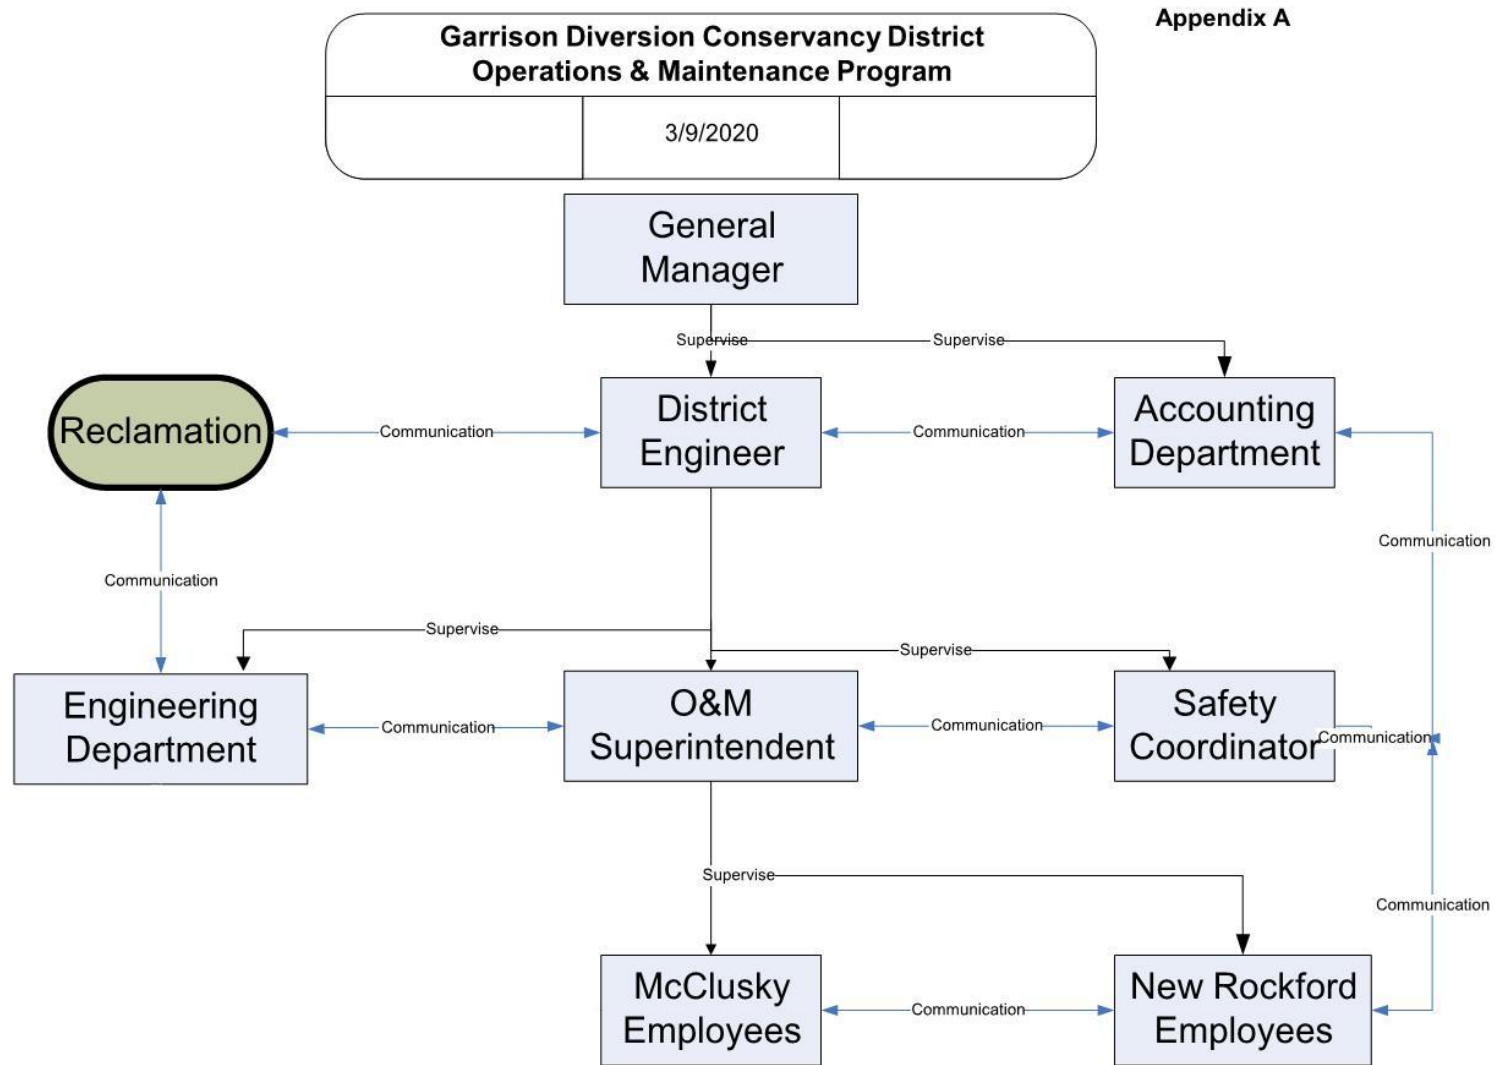 Appendix A
Garrison Diversion Conservancy District
Operations & Maintenance Program
3/9/2020
General
Manager
Supervise
Supervise
Reclamation
Communication
District
Engineer
Communication
Accounting
Department
Communication
Communication
Supervise
Supervise
Engineering
Department
Communication
O&M
Superintendent
Communication
Safety
Coordinator
Communication
Supervise
Communication
McClusky
Employees
Communication
New Rockford
Employees